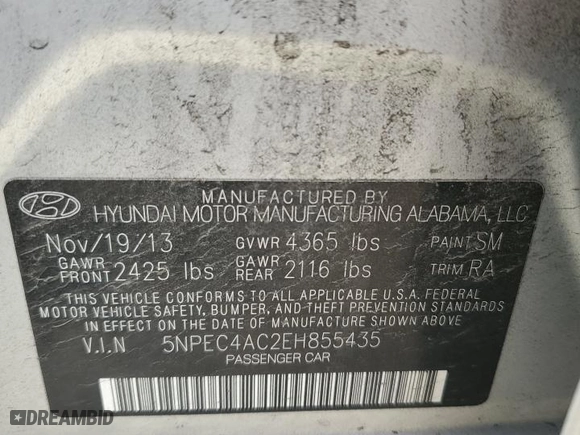 MANUFACTURED BY
HYUNDAI MOTOR MANUFACTURING ALABAMA, LLC
Nov/19/13 GVWR 4365 lbs PAINT SM
GAWR FRONT 2425 lbs GAWR REAR 2116 lbs TRIM RA
THIS VEHICLE CONFORMS TO ALL APPLICABLE U.S.A. FEDERAL
MOTOR VEHICLE SAFETY, BUMPER, AND THEFT PREVENTION
STANDARDS IN EFFECT ON THE DATE OF MANUFACTURE SHOWN ABOVE.
V.I.N 5NPEC4AC2EH855435
PASSENGER CAR
DREAMBID